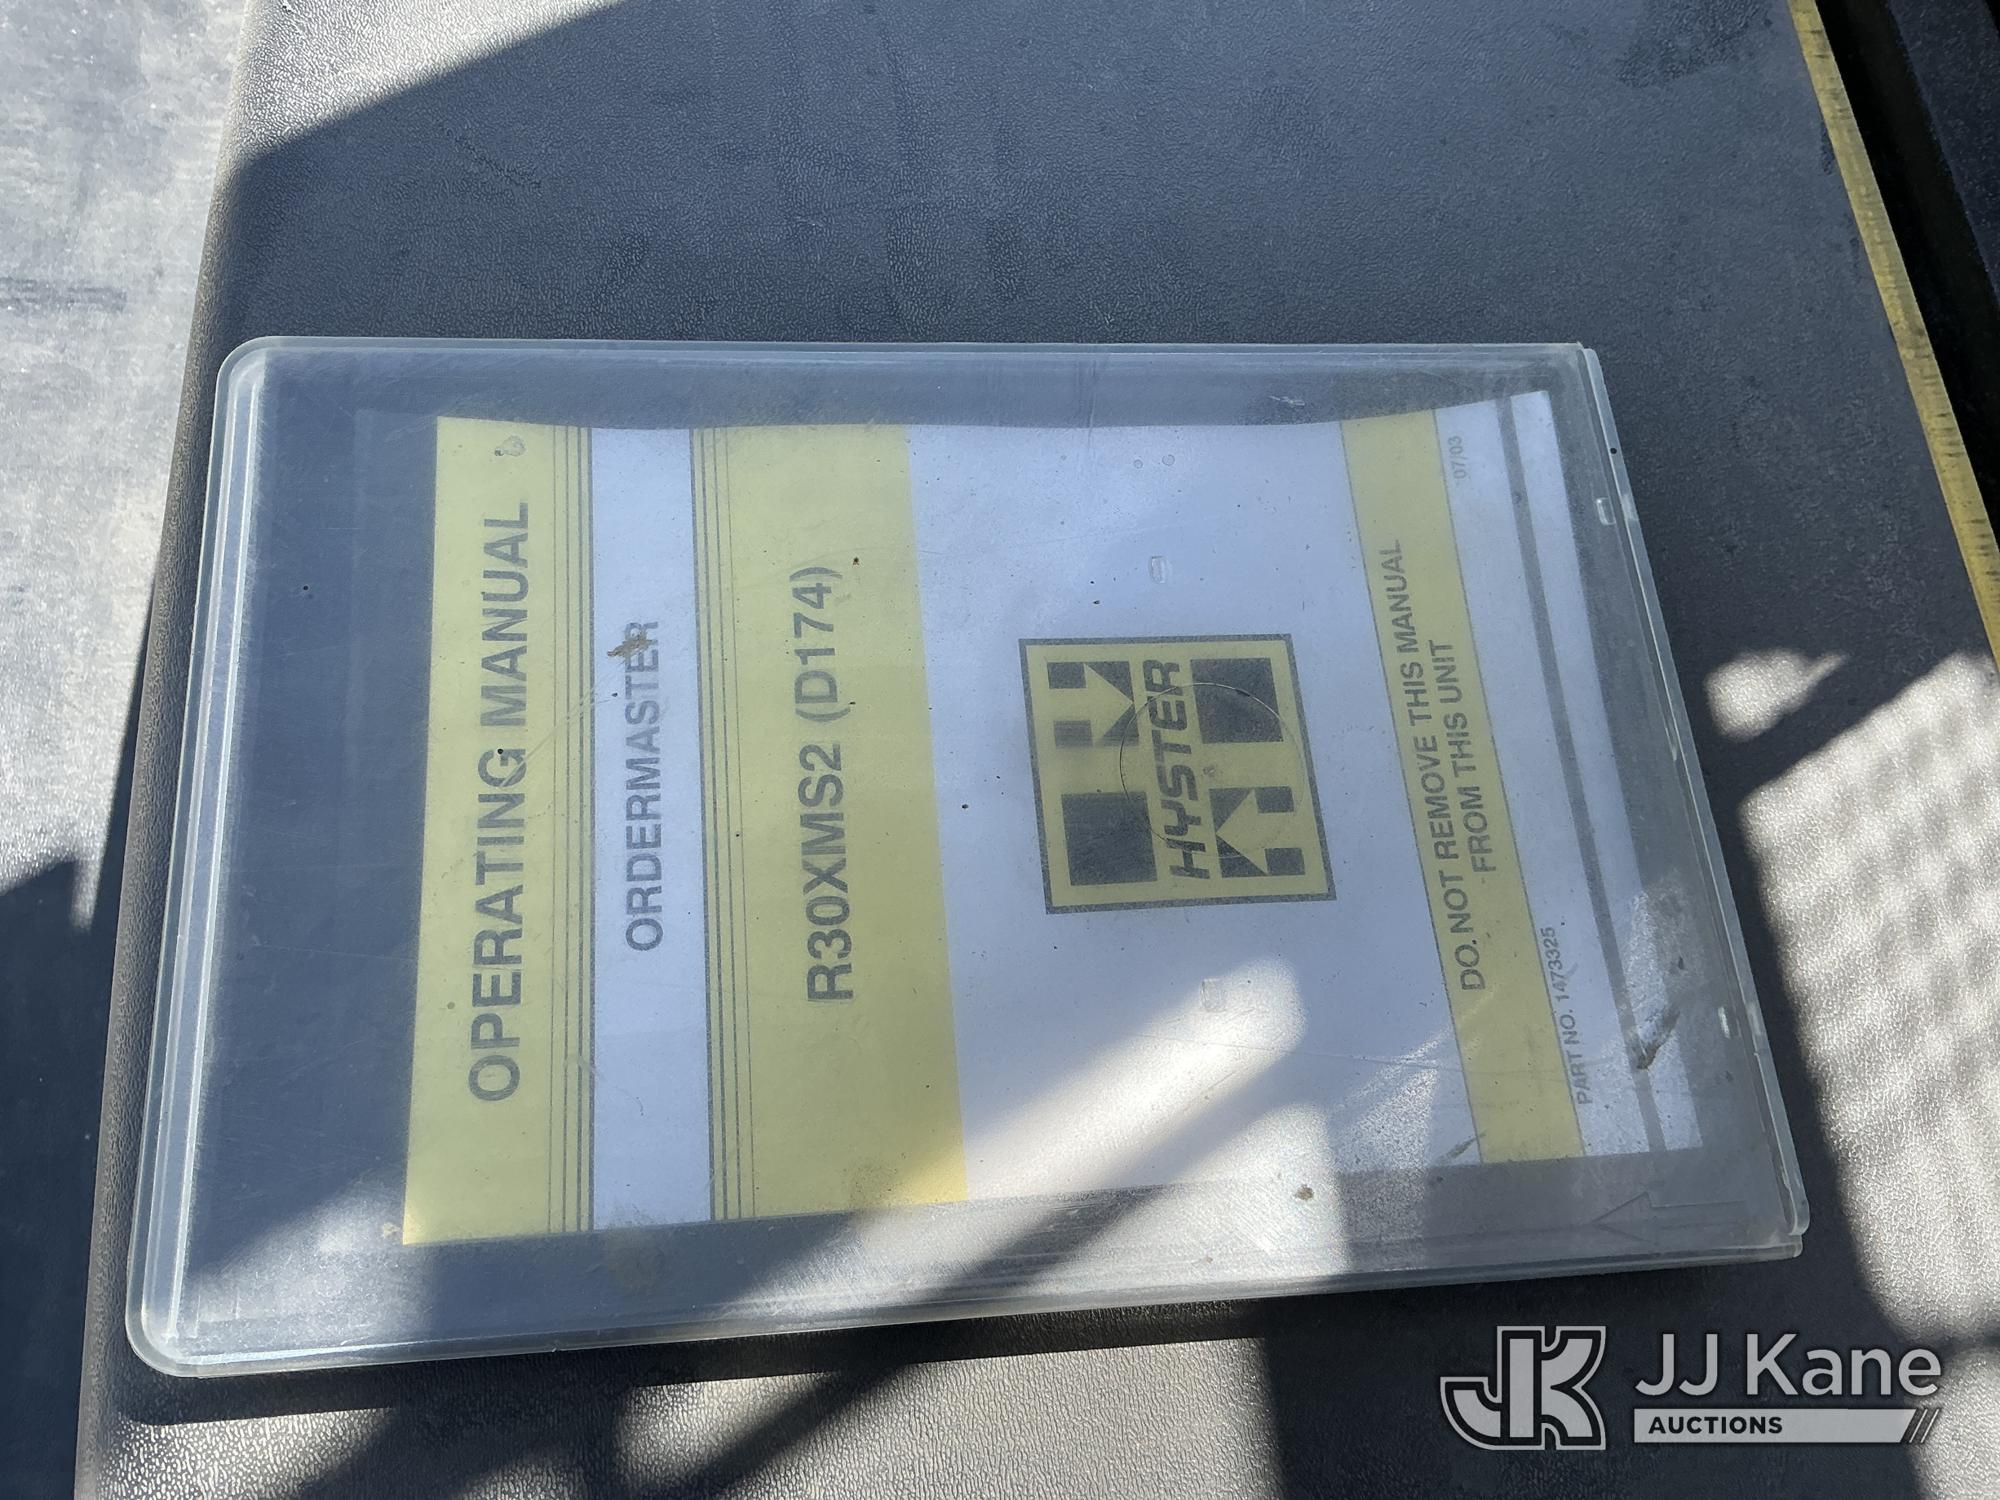 OPERATING MANUAL
ORDERMASTER
R30XMS2 (D174)
HYSTER
DO NOT REMOVE THIS MANUAL
FROM THIS UNIT
PART NO. 1473325
07/03
JK
JJ Kane
AUCTIONS